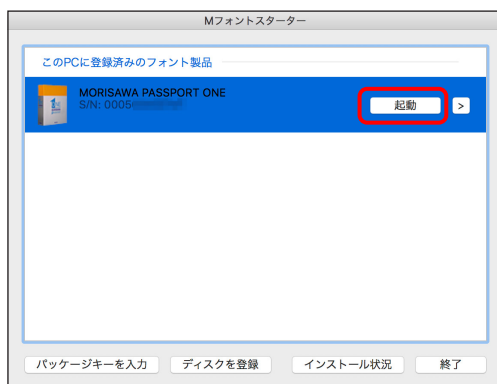 Mフォントスターター
このPCに登録済みのフォント製品
MORISAWA PASSPORT ONE
S/N: 0005
起動
>
パッケージキーを入力
ディスクを登録
インストール状況
終了